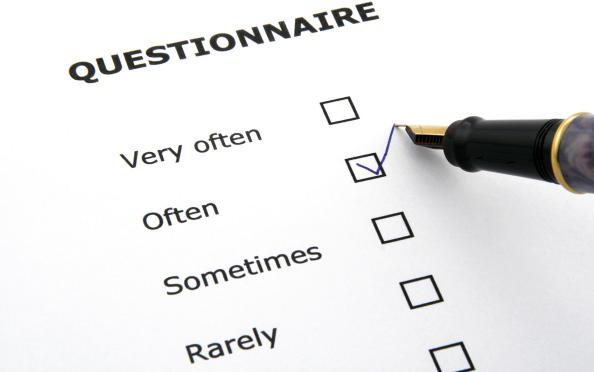 QUESTIONNAIRE
Very often
Often
Sometimes
Rarely